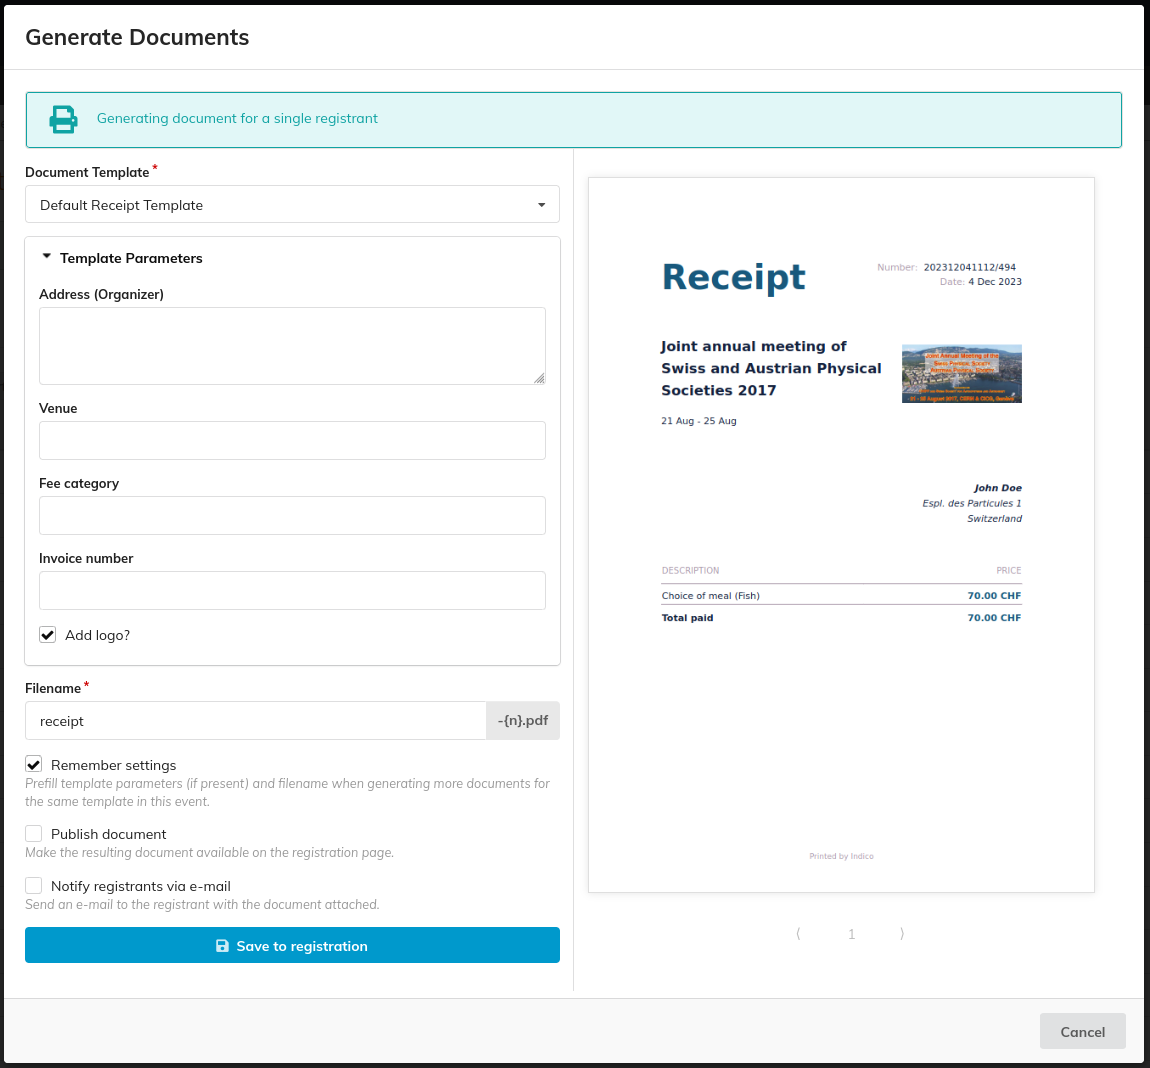 Generate Documents
Generating document for a single registrant
Document Template *
Default Receipt Template
Template Parameters
Address (Organizer)
Venue
Fee category
Invoice number
Add logo?
Filename *
receipt
-{n}.pdf
Remember settings
Prefill template parameters (if present) and filename when generating more documents for
the same template in this event.
Publish document
Make the resulting document available on the registration page.
Notify registrants via e-mail
Send an e-mail to the registrant with the document attached.
Save to registration
Receipt
Number: 202312041112/494
Date: 4 Dec 2023
Joint annual meeting of
Swiss and Austrian Physical
Societies 2017
Joint Annual Meeting of the
21 Aug - 25 Aug
John Doe
Espl. des Particules 1
Switzerland
DESCRIPTION PRICE
Choice of meal (Fish) 70.00 CHF
Total paid 70.00 CHF
Printed by Indico
⟨ 1 ⟩
Cancel